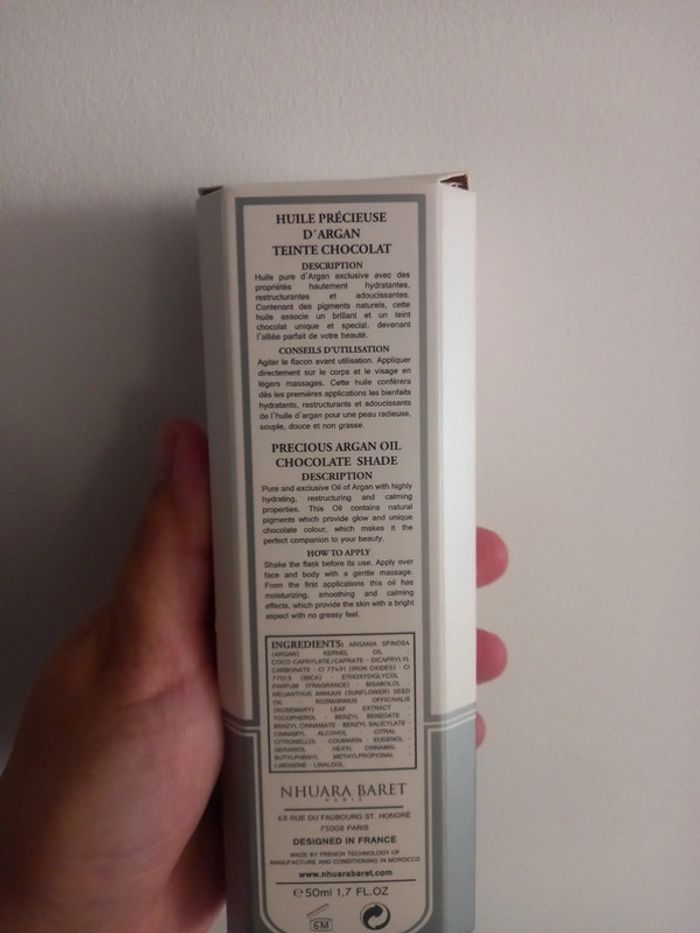 HUILE PRÉCIEUSE
D'ARGAN
TEINTE CHOCOLAT
DESCRIPTION
Huile pure d'Argan exclusive avec des
propriétés hautement hydratantes,
restructurantes et adoucissantes.
Contenant des pigments naturels, cette
huile associe un brillant et un teint
chocolat unique et special, devenant
l'alliée parfait de votre beauté.
CONSEILS D'UTILISATION
Agiter le flacon avant utilisation. Appliquer
directement sur le corps et le visage en
légers massages. Cette huile conférera
dès les premières applications les bienfaits
hydratants, restructurants et adoucissants
de l'huile d'argan pour une peau radieuse,
souple, douce et non grasse.
PRECIOUS ARGAN OIL
CHOCOLATE SHADE
DESCRIPTION
Pure and exclusive Oil of Argan with highly
hydrating, restructuring and calming
properties. This Oil contains natural
pigments which provide glow and unique
chocolate colour, which makes it the
perfect companion to your beauty.
HOW TO APPLY
Shake the flask before its use. Apply over
face and body with a gentle massage.
From the first applications this oil has
moisturizing, smoothing and calming
effects, which provide the skin with a bright
aspect with no greasy feel.
INGREDIENTS: ARGANIA SPINOSA
(ARGAN) KERNEL OIL -
COCO-CAPRYLATE/CAPRATE - DICAPRYLYL
CARBONATE - CI 77491 (IRON OXIDES) - CI
77019 (MICA) - ETHOXYDIGLYCOL -
PARFUM (FRAGRANCE) - BISABOLOL -
HELIANTHUS ANNUUS (SUNFLOWER) SEED
OIL - ROSMARINUS OFFICINALIS
(ROSEMARY) LEAF EXTRACT -
TOCOPHEROL - BENZYL BENZOATE -
BENZYL CINNAMATE - BENZYL SALICYLATE -
CINNAMYL ALCOHOL - CITRAL -
CITRONELLOL - COUMARIN - EUGENOL -
GERANIOL - HEXYL CINNAMAL -
BUTYLPHENYL METHYLPROPIONAL -
LIMONENE - LINALOOL.
NHUARA BARET
PARIS
68 RUE DU FAUBOURG ST. HONORÉ
75008 PARIS
DESIGNED IN FRANCE
MADE BY FRENCH TECHNOLOGY OF
MANUFACTURE AND CONDITIONING IN MOROCCO
www.nhuarabaret.com
℮50ml 1,7 FL.OZ
6M